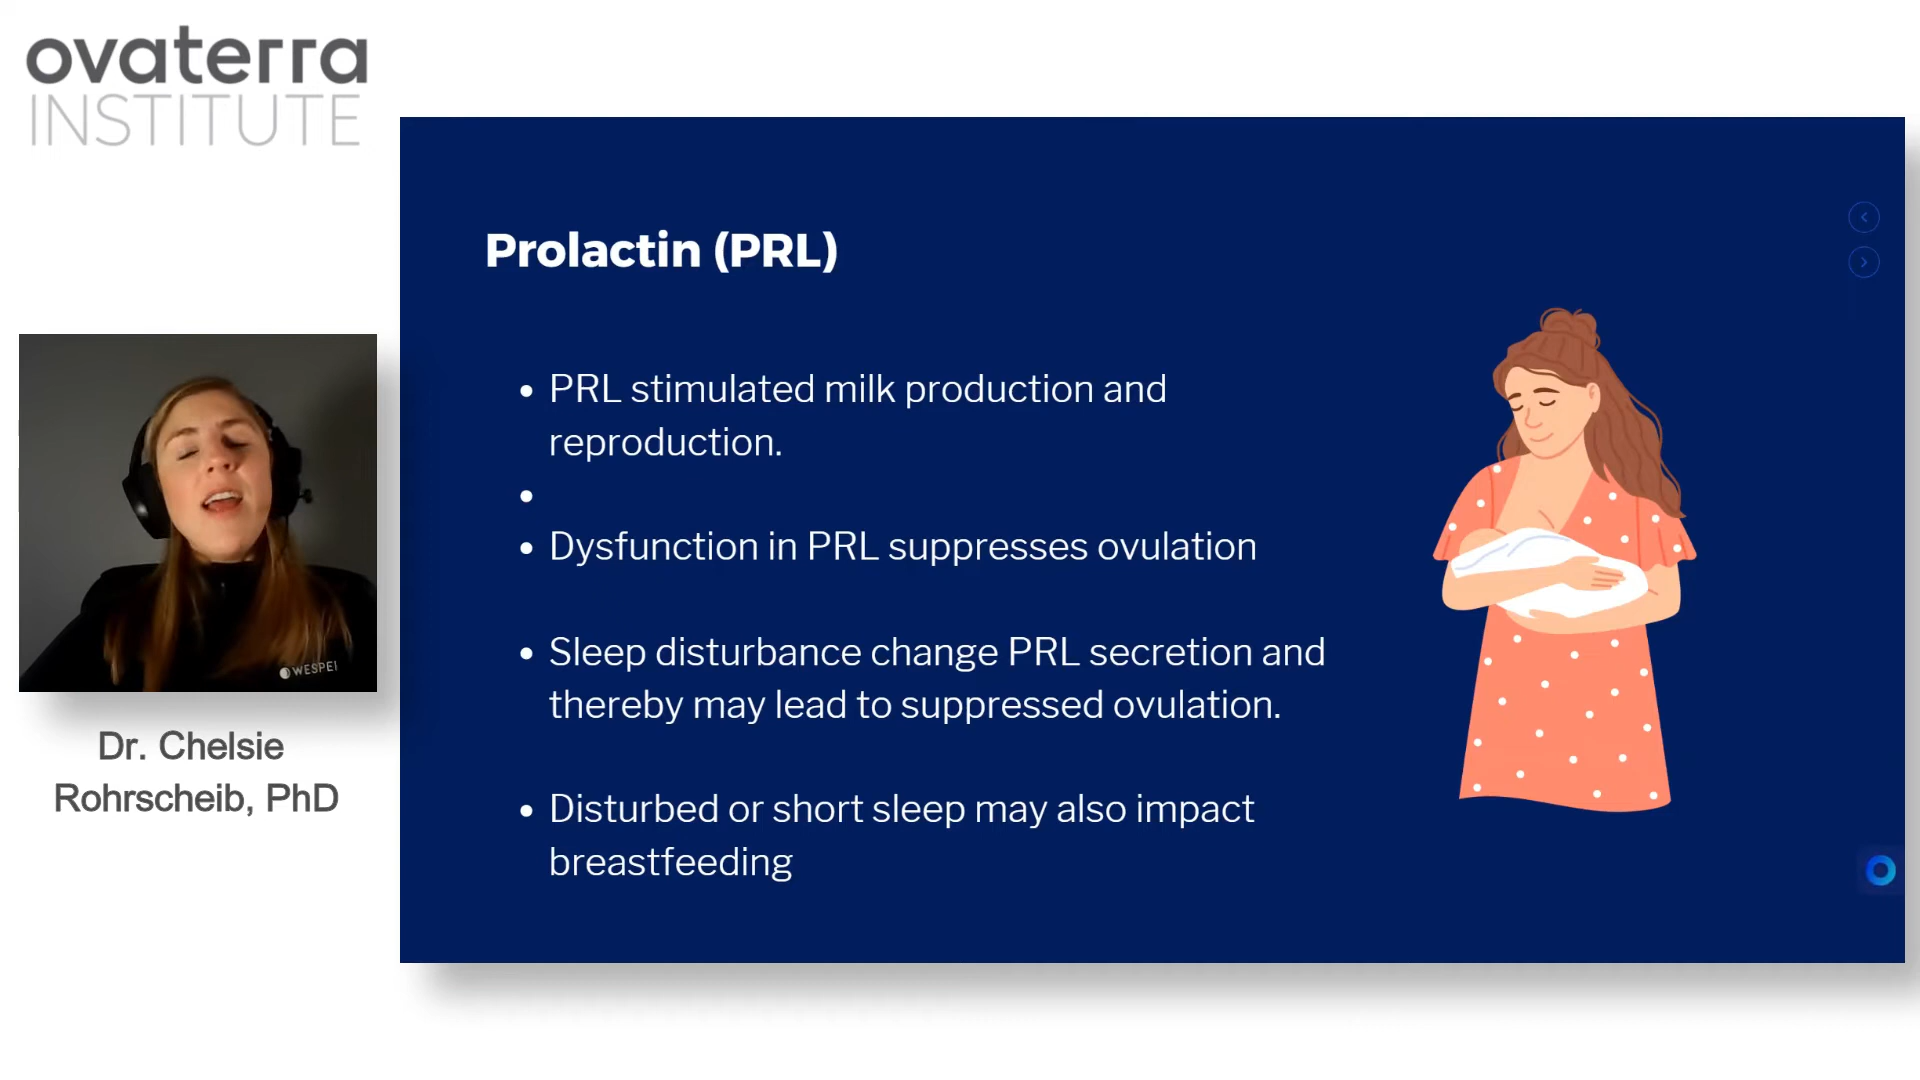 ovaterra
INSTITUTE
Prolactin (PRL)
• PRL stimulated milk production and
reproduction.
•
• Dysfunction in PRL suppresses ovulation
• Sleep disturbance change PRL secretion and
thereby may lead to suppressed ovulation.
• Disturbed or short sleep may also impact
breastfeeding
WESPE
Dr. Chelsie
Rohrscheib, PhD